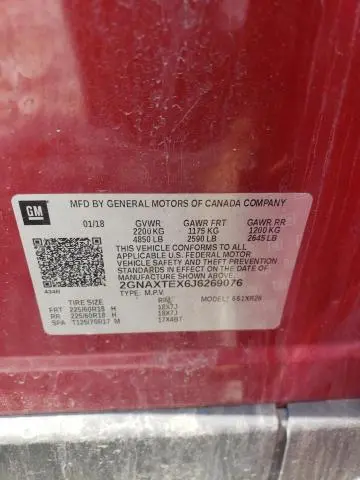 MFD BY GENERAL MOTORS OF CANADA COMPANY
GM
01/18 GVWR GAWR FRT GAWR RR
2200 KG 1175 KG 1200 KG
4850 LB 2590 LB 2645 LB
THIS VEHICLE CONFORMS TO ALL
APPLICABLE U.S. FEDERAL MOTOR
VEHICLE SAFETY AND THEFT
PREVENTION STANDARDS IN
EFFECT ON THE DATE OF
MANUFACTURE SHOWN ABOVE.
2GNAXTEX6J6269076
TYPE: M.P.V. MODEL: 661XR26
TIRE SIZE RIM
FRT 225/60R18 H 18X7J
RR 225/60R18 H 18X7J
SPA T125/70R17 M 17X4BT